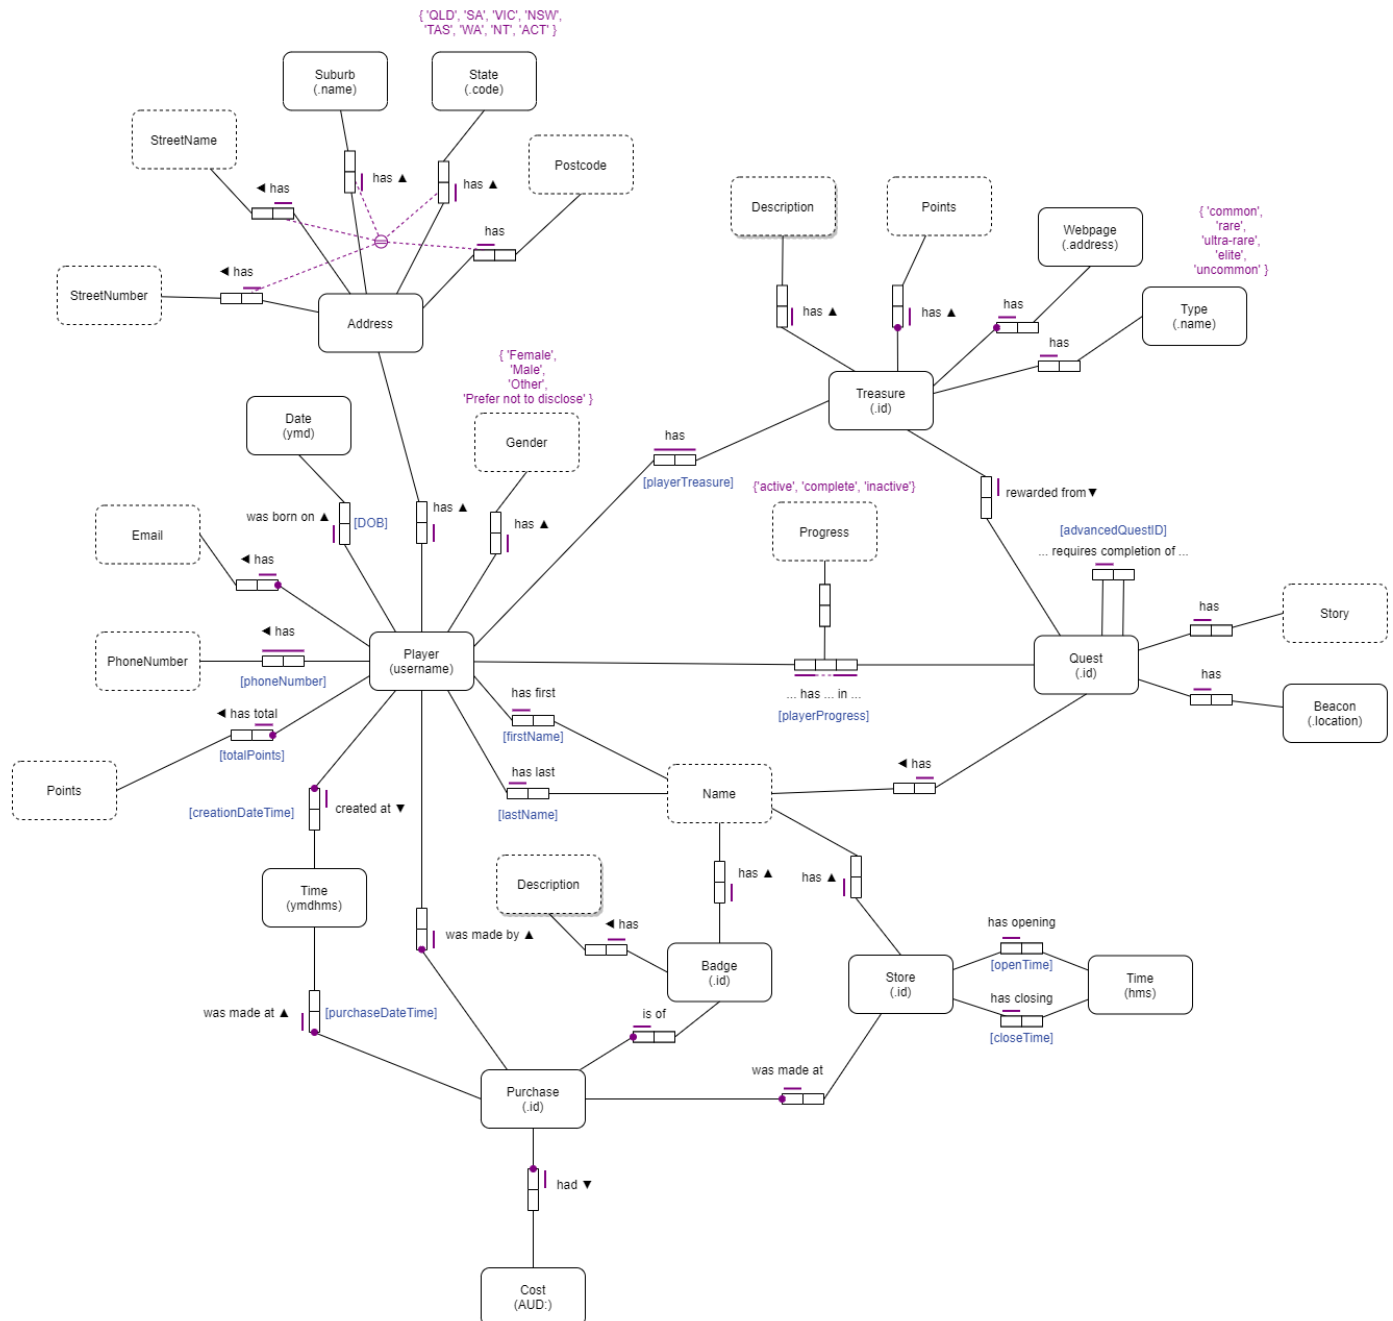 { 'QLD', 'SA', 'VIC', 'NSW',
'TAS', 'WA', 'NT', 'ACT' }
Suburb
(.name)
State
(.code)
StreetName
Postcode
has ▲
has ▲
◄ has
has
◄ has
StreetNumber
Address
Description
Points
Webpage
(.address)
{ 'common',
'rare',
'ultra-rare',
'elite',
'uncommon' }
Type
(.name)
has ▲
has ▲
has
has
Treasure
(.id)
{ 'Female',
'Male',
'Other',
'Prefer not to disclose' }
Date
(ymd)
Gender
has
[playerTreasure]
{'active', 'complete', 'inactive'}
rewarded from▼
was born on ▲
[DOB]
has ▲
has ▲
Progress
[advancedQuestID]
... requires completion of ...
Email
◄ has
has
Story
PhoneNumber
◄ has
[phoneNumber]
Player
(username)
Quest
(.id)
... has ... in ...
[playerProgress]
has
Beacon
(.location)
◄ has total
[totalPoints]
has first
[firstName]
Points
has last
[lastName]
Name
◄ has
[creationDateTime]
created at ▼
Time
(ymdhms)
Description
has ▲
has ▲
◄ has
was made by ▲
Badge
(.id)
Store
(.id)
has opening
[openTime]
has closing
[closeTime]
Time
(hms)
was made at ▲
[purchaseDateTime]
is of
was made at
Purchase
(.id)
had ▼
Cost
(AUD:)